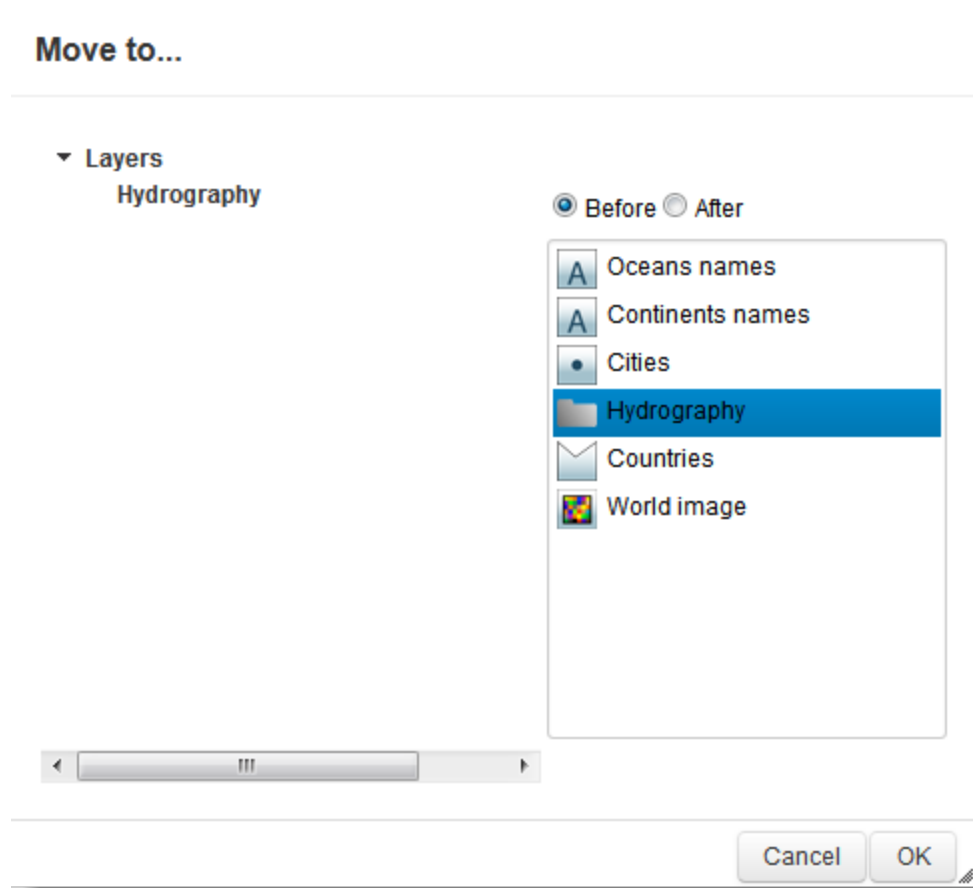 Move to...
Layers
Hydrography
Before After
A Oceans names
A Continents names
Cities
Hydrography
Countries
World image
Cancel OK